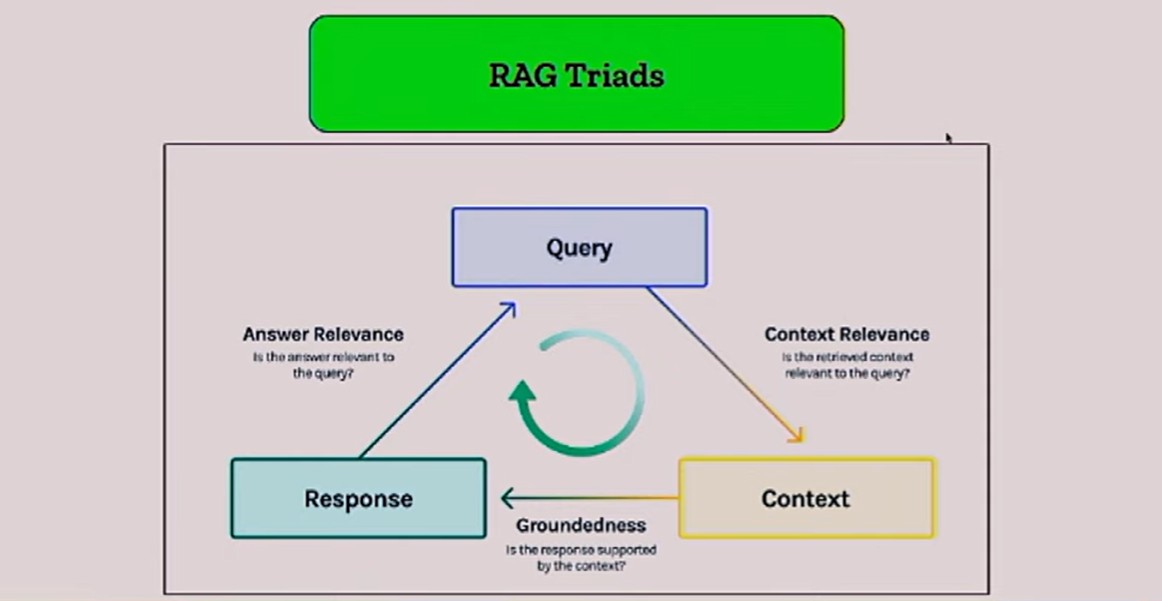 RAG Triads
Query
Answer Relevance
Is the answer relevant to
the query?
Context Relevance
Is the retrieved context
relevant to the query?
Response
Context
Groundedness
Is the response supported
by the context?